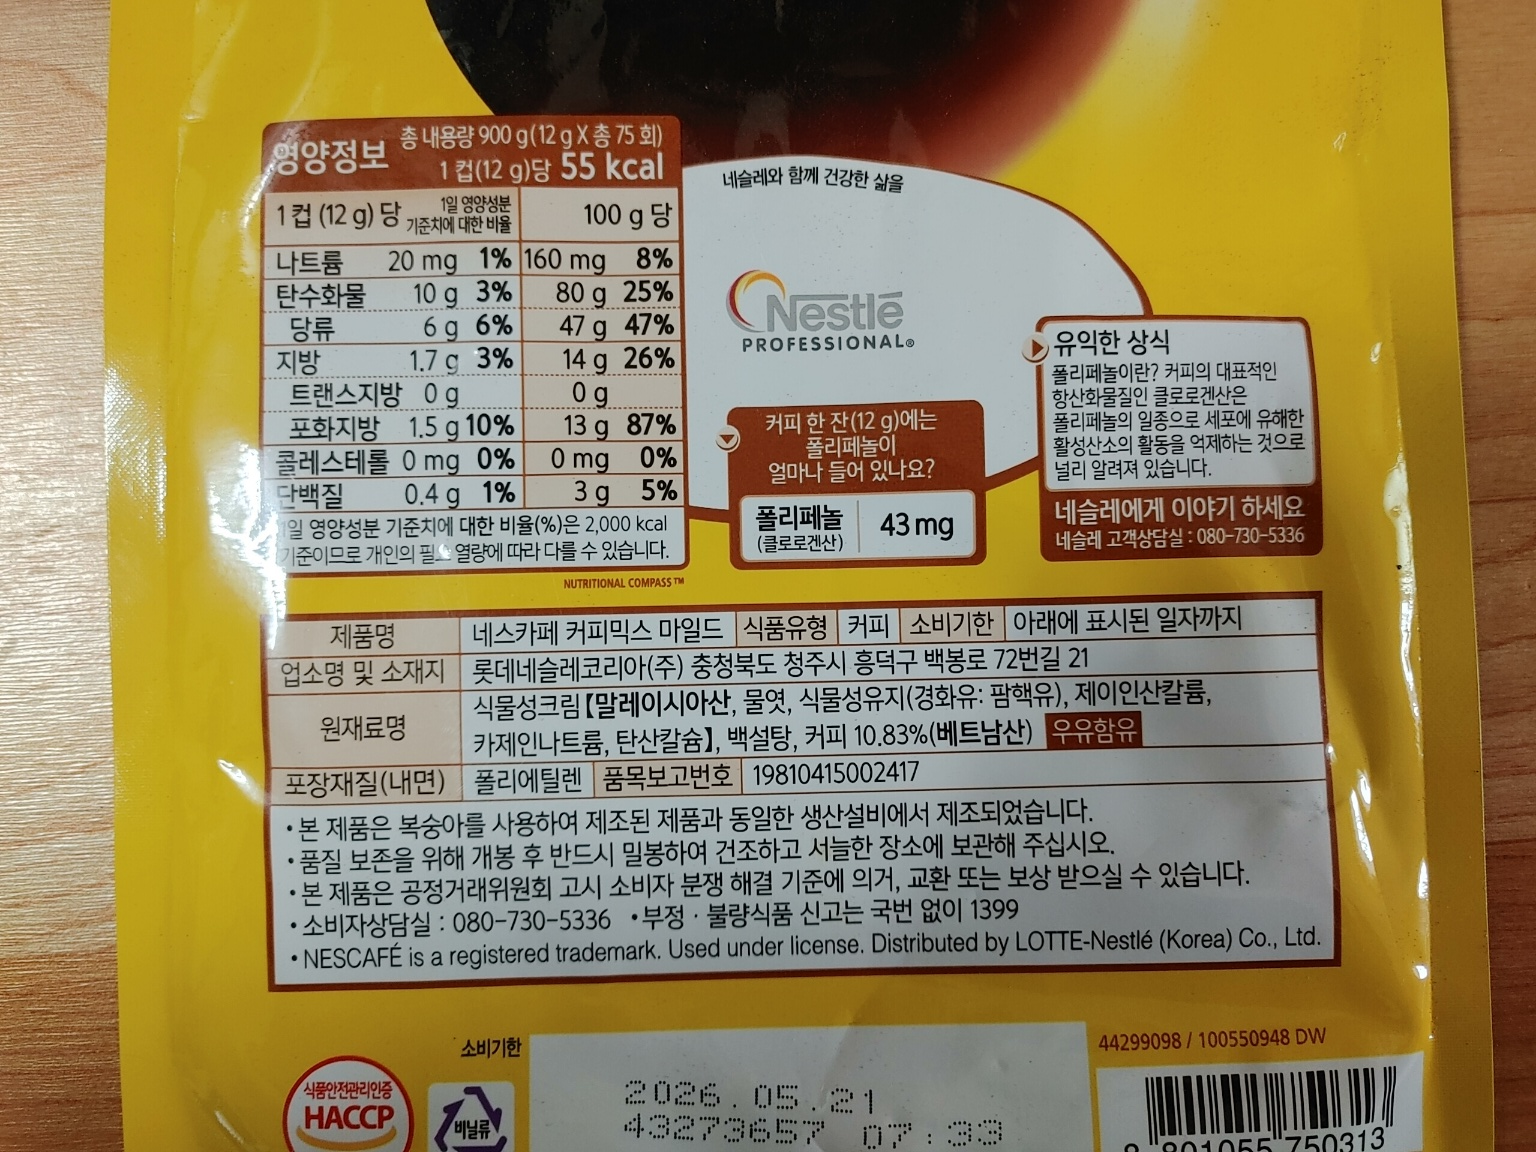 영양정보
총 내용량 900 g(12 g X 총 75 회)
1 컵(12 g)당 55 kcal
1 컵 (12 g) 당 1일 영양성분 기준치에 대한 비율 100 g 당
나트륨 20 mg 1% 160 mg 8%
탄수화물 10 g 3% 80 g 25%
당류 6 g 6% 47 g 47%
지방 1.7 g 3% 14 g 26%
트랜스지방 0 g 0 g
포화지방 1.5 g 10% 13 g 87%
콜레스테롤 0 mg 0% 0 mg 0%
단백질 0.4 g 1% 3 g 5%
1일 영양성분 기준치에 대한 비율(%)은 2,000 kcal
기준이므로 개인의 필요 열량에 따라 다를 수 있습니다.
NUTRITIONAL COMPASS™
네슬레와 함께 건강한 삶을
Nestlé
PROFESSIONAL®
커피 한 잔(12 g)에는
폴리페놀이
얼마나 들어 있나요?
폴리페놀
(클로로겐산)
43 mg
유익한 상식
폴리페놀이란? 커피의 대표적인
항산화물질인 클로로겐산은
폴리페놀의 일종으로 세포에 유해한
활성산소의 활동을 억제하는 것으로
널리 알려져 있습니다.
네슬레에게 이야기 하세요
네슬레 고객상담실 : 080-730-5336
제품명 네스카페 커피믹스 마일드 식품유형 커피 소비기한 아래에 표시된 일자까지
업소명 및 소재지 롯데네슬레코리아(주) 충청북도 청주시 흥덕구 백봉로 72번길 21
원재료명 식물성크림【말레이시아산, 물엿, 식물성유지(경화유: 팜핵유), 제이인산칼륨,
카제인나트륨, 탄산칼슘】, 백설탕, 커피 10.83%(베트남산) 우유함유
포장재질(내면) 폴리에틸렌 품목보고번호 19810415002417
• 본 제품은 복숭아를 사용하여 제조된 제품과 동일한 생산설비에서 제조되었습니다.
• 품질 보존을 위해 개봉 후 반드시 밀봉하여 건조하고 서늘한 장소에 보관해 주십시오.
• 본 제품은 공정거래위원회 고시 소비자 분쟁 해결 기준에 의거, 교환 또는 보상 받으실 수 있습니다.
• 소비자상담실 : 080-730-5336 • 부정 · 불량식품 신고는 국번 없이 1399
• NESCAFÉ is a registered trademark. Used under license. Distributed by LOTTE-Nestlé (Korea) Co., Ltd.
소비기한
44299098 / 100550948 DW
식품안전관리인증
HACCP
비닐류
2026.05.21
43273657 07:33
8 801055 750313